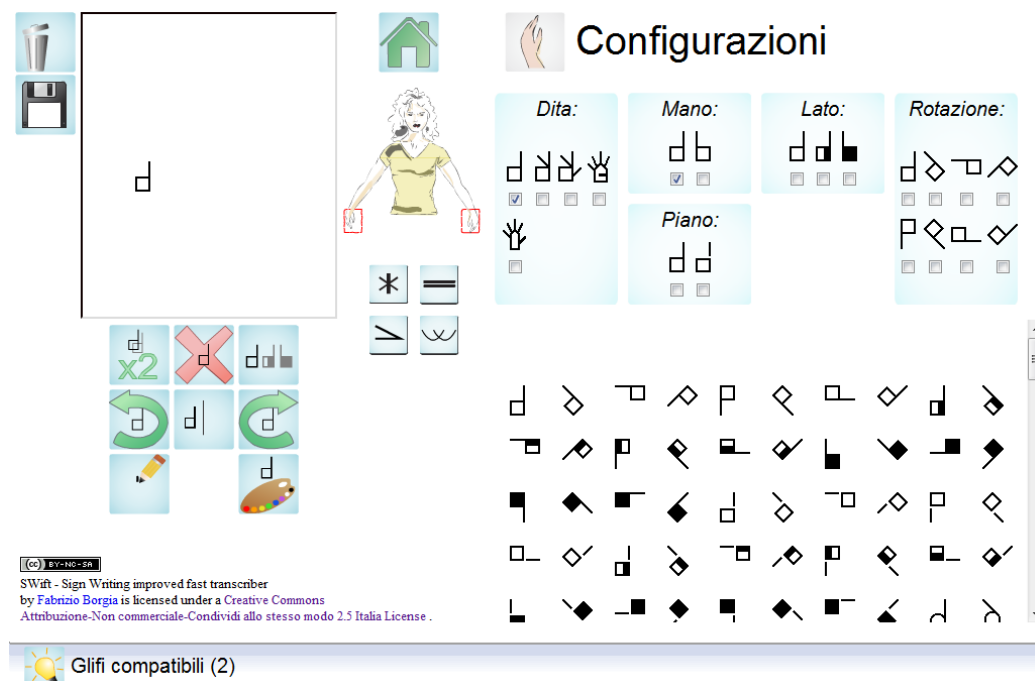 Configurazioni
Dita:
Mano:
Lato:
Rotazione:
Piano:
x2
(cc) BY-NC-SA
SWift - Sign Writing improved fast transcriber
by Fabrizio Borgia is licensed under a Creative Commons
Attribuzione-Non commerciale-Condividi allo stesso modo 2.5 Italia License .
Glifi compatibili (2)